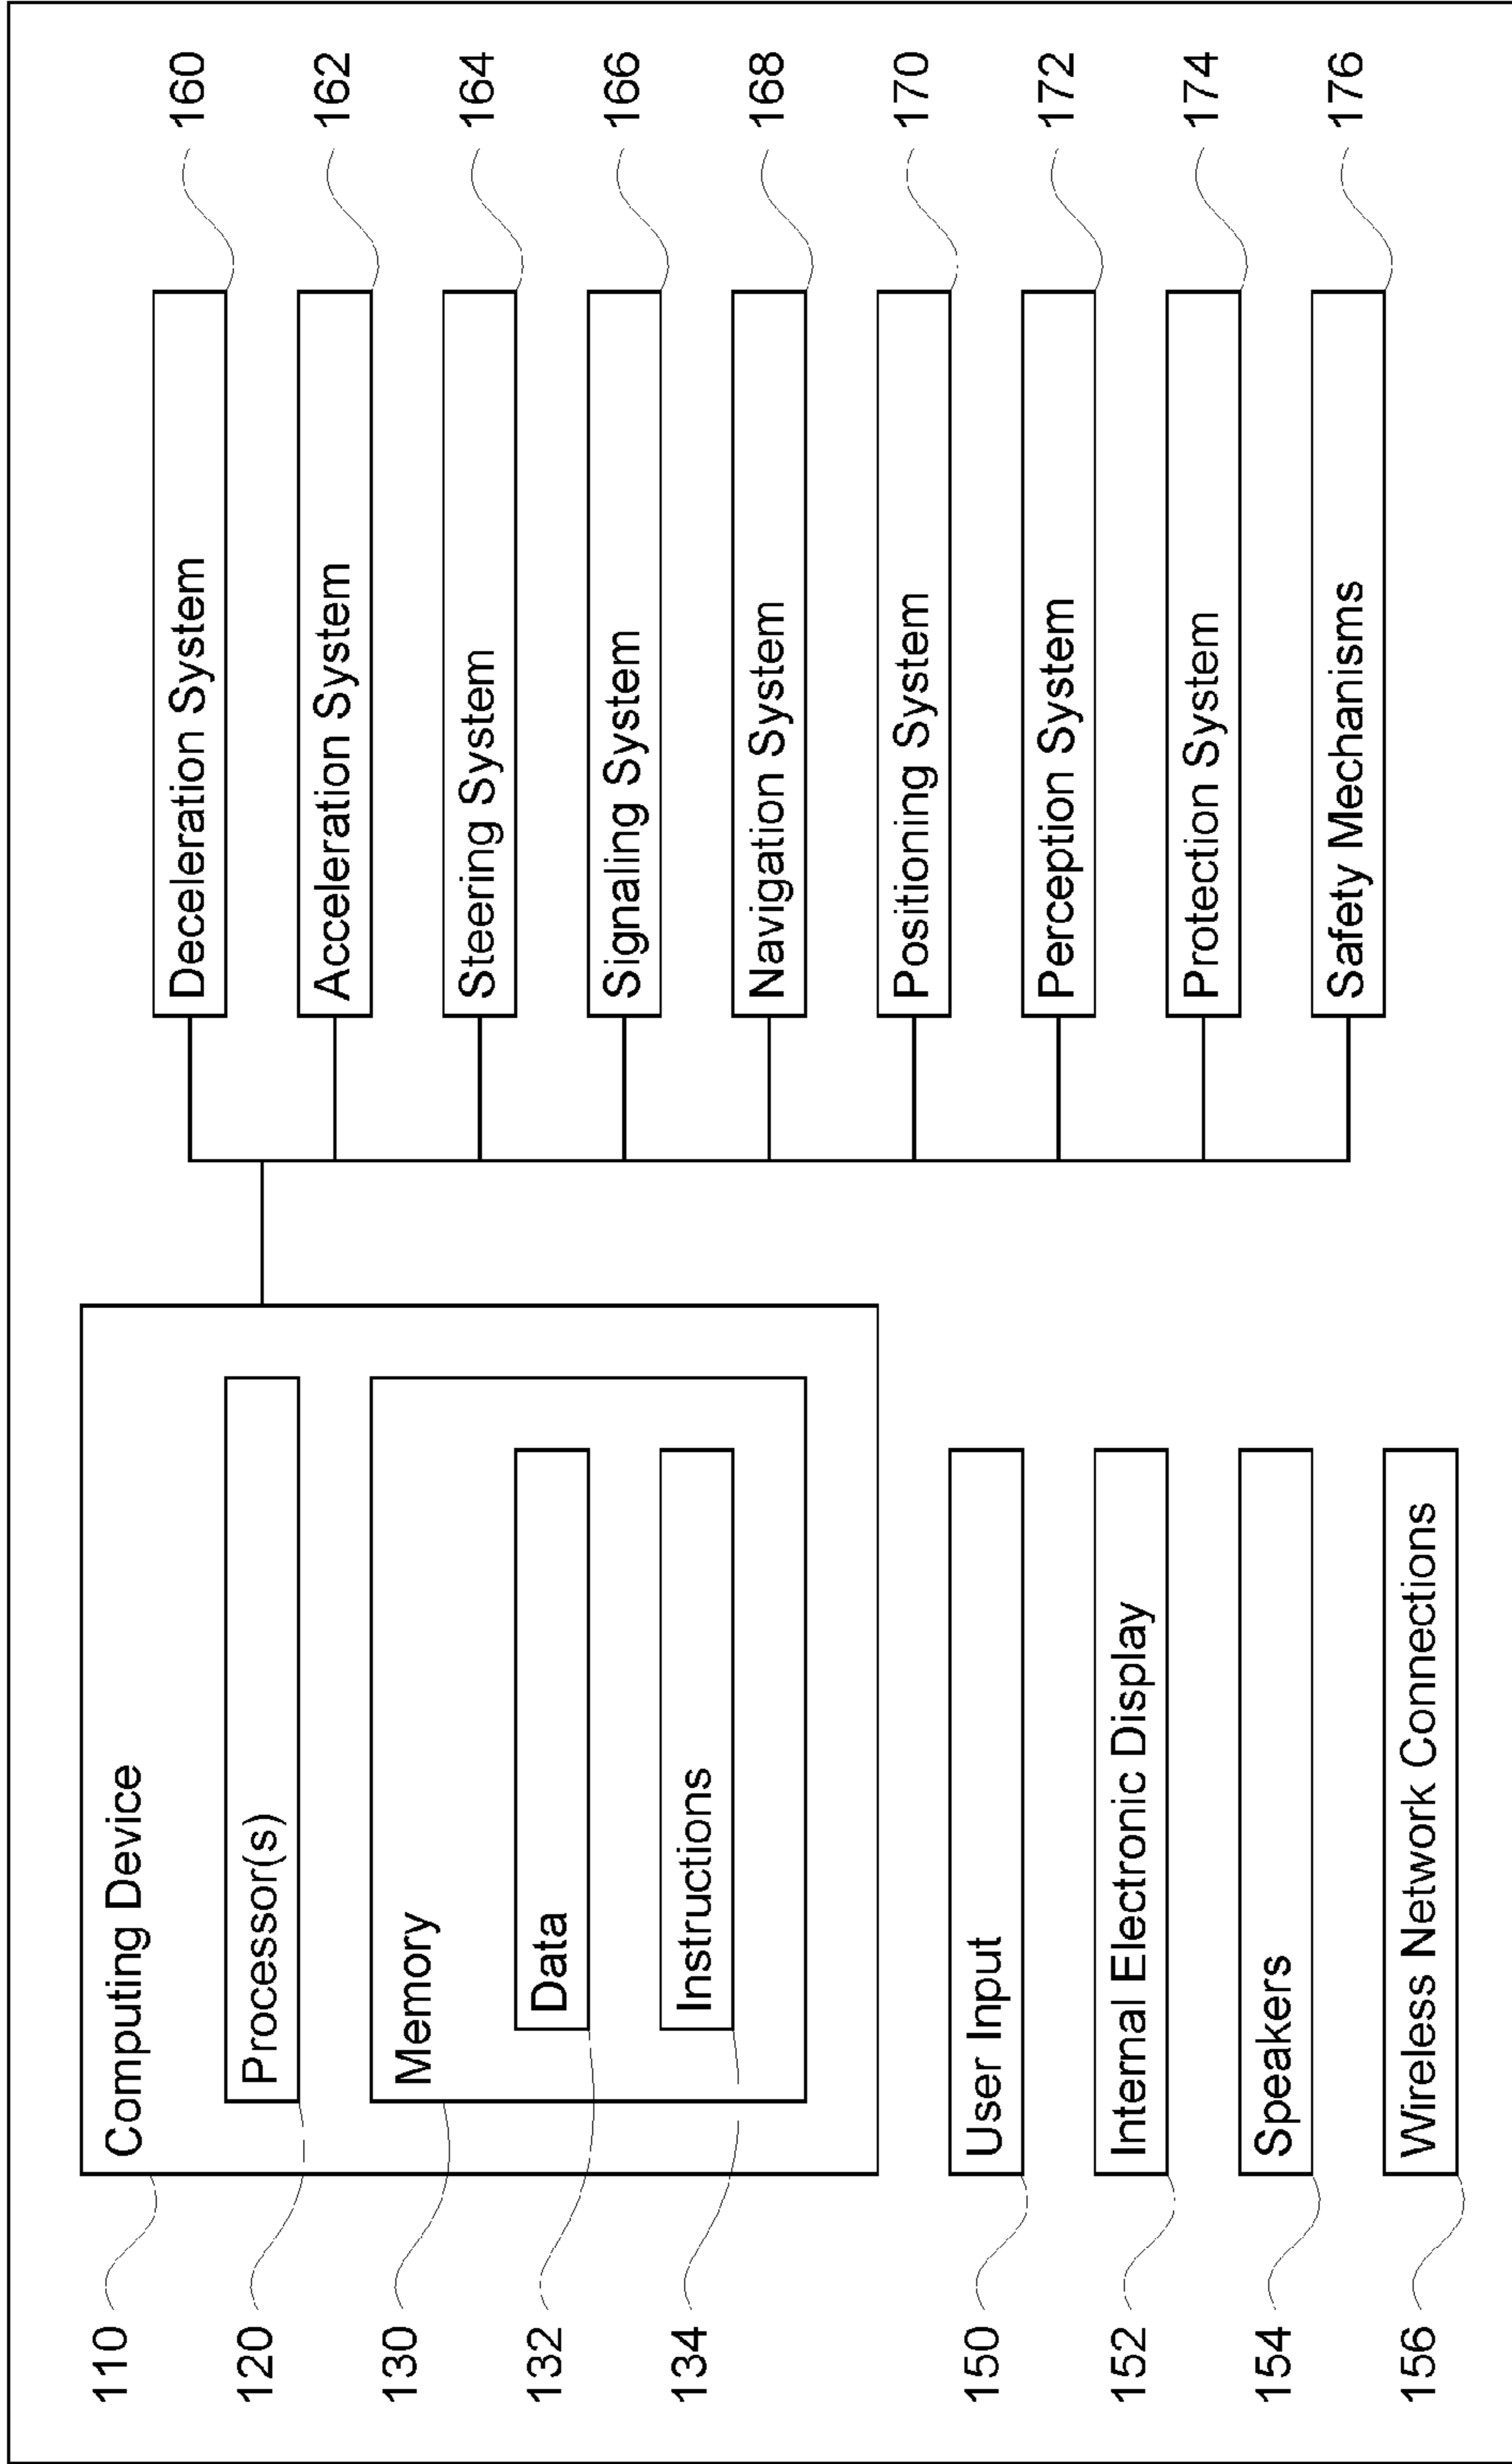 110
Computing Device
120
Processor(s)
130
Memory
132
Data
134
Instructions
150
User Input
152
Internal Electronic Display
154
Speakers
156
Wireless Network Connections
Deceleration System
160
Acceleration System
162
Steering System
164
Signaling System
166
Navigation System
168
Positioning System
170
Perception System
172
Protection System
174
Safety Mechanisms
176